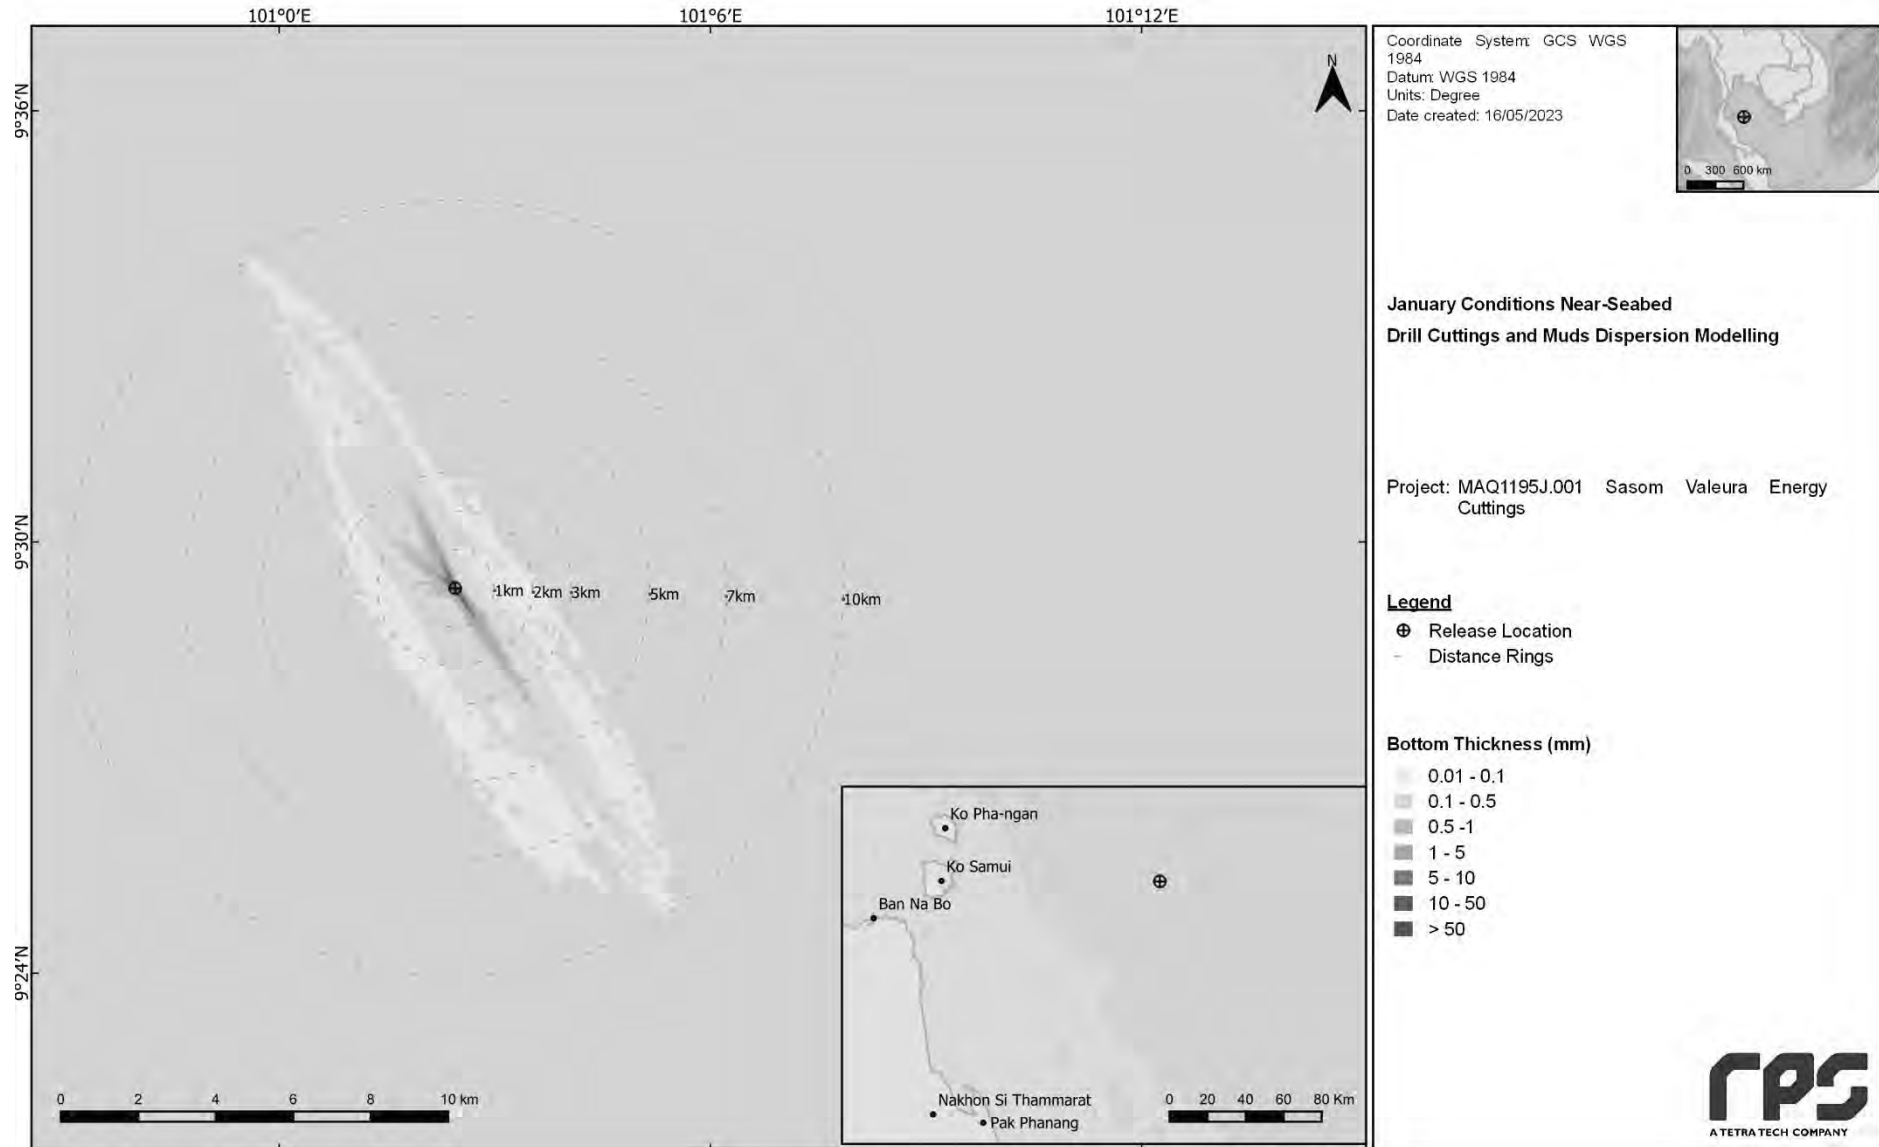 101°0′E
101°6′E
101°12′E
9°36′N
9°30′N
9°24′N
N
1km
2km
3km
5km
7km
10km
0 2 4 6 8 10 km
Ko Pha-ngan
Ko Samui
Ban Na Bo
Nakhon Si Thammarat
Pak Phanang
0 20 40 60 80 Km
Coordinate System: GCS WGS
1984
Datum: WGS 1984
Units: Degree
Date created: 16/05/2023
0 300 600 km
January Conditions Near-Seabed
Drill Cuttings and Muds Dispersion Modelling
Project: MAQ1195J.001 Sasom Valeura Energy
Cuttings
Legend
Release Location
Distance Rings
Bottom Thickness (mm)
0.01 - 0.1
0.1 - 0.5
0.5 -1
1 - 5
5 - 10
10 - 50
> 50
rps
A TETRA TECH COMPANY